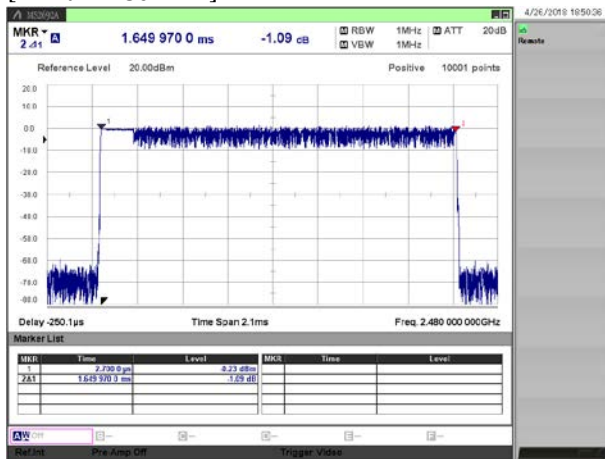 MS2692A
4/26/2018 18:50:36
MKR
2 Δ1
A
1.649 970 0 ms
-1.09 dB
RBW 1MHz
ATT 20dB
VBW 1MHz
Remote
Reference Level 20.00dBm
Positive 10001 points
20.0
10.0
0.0
-10.0
-20.0
-30.0
-40.0
-50.0
-60.0
-70.0
-80.0
1
Delay -250.1µs
Time Span 2.1ms
Freq. 2.480 000 000GHz
Marker List
MKR Time Level MKR Time Level
1 2.700 0 µs -0.23 dBm
2Δ1 1.649 970 0 ms -1.09 dB
Off
Ref.Int Pre-Amp Off Trigger Video